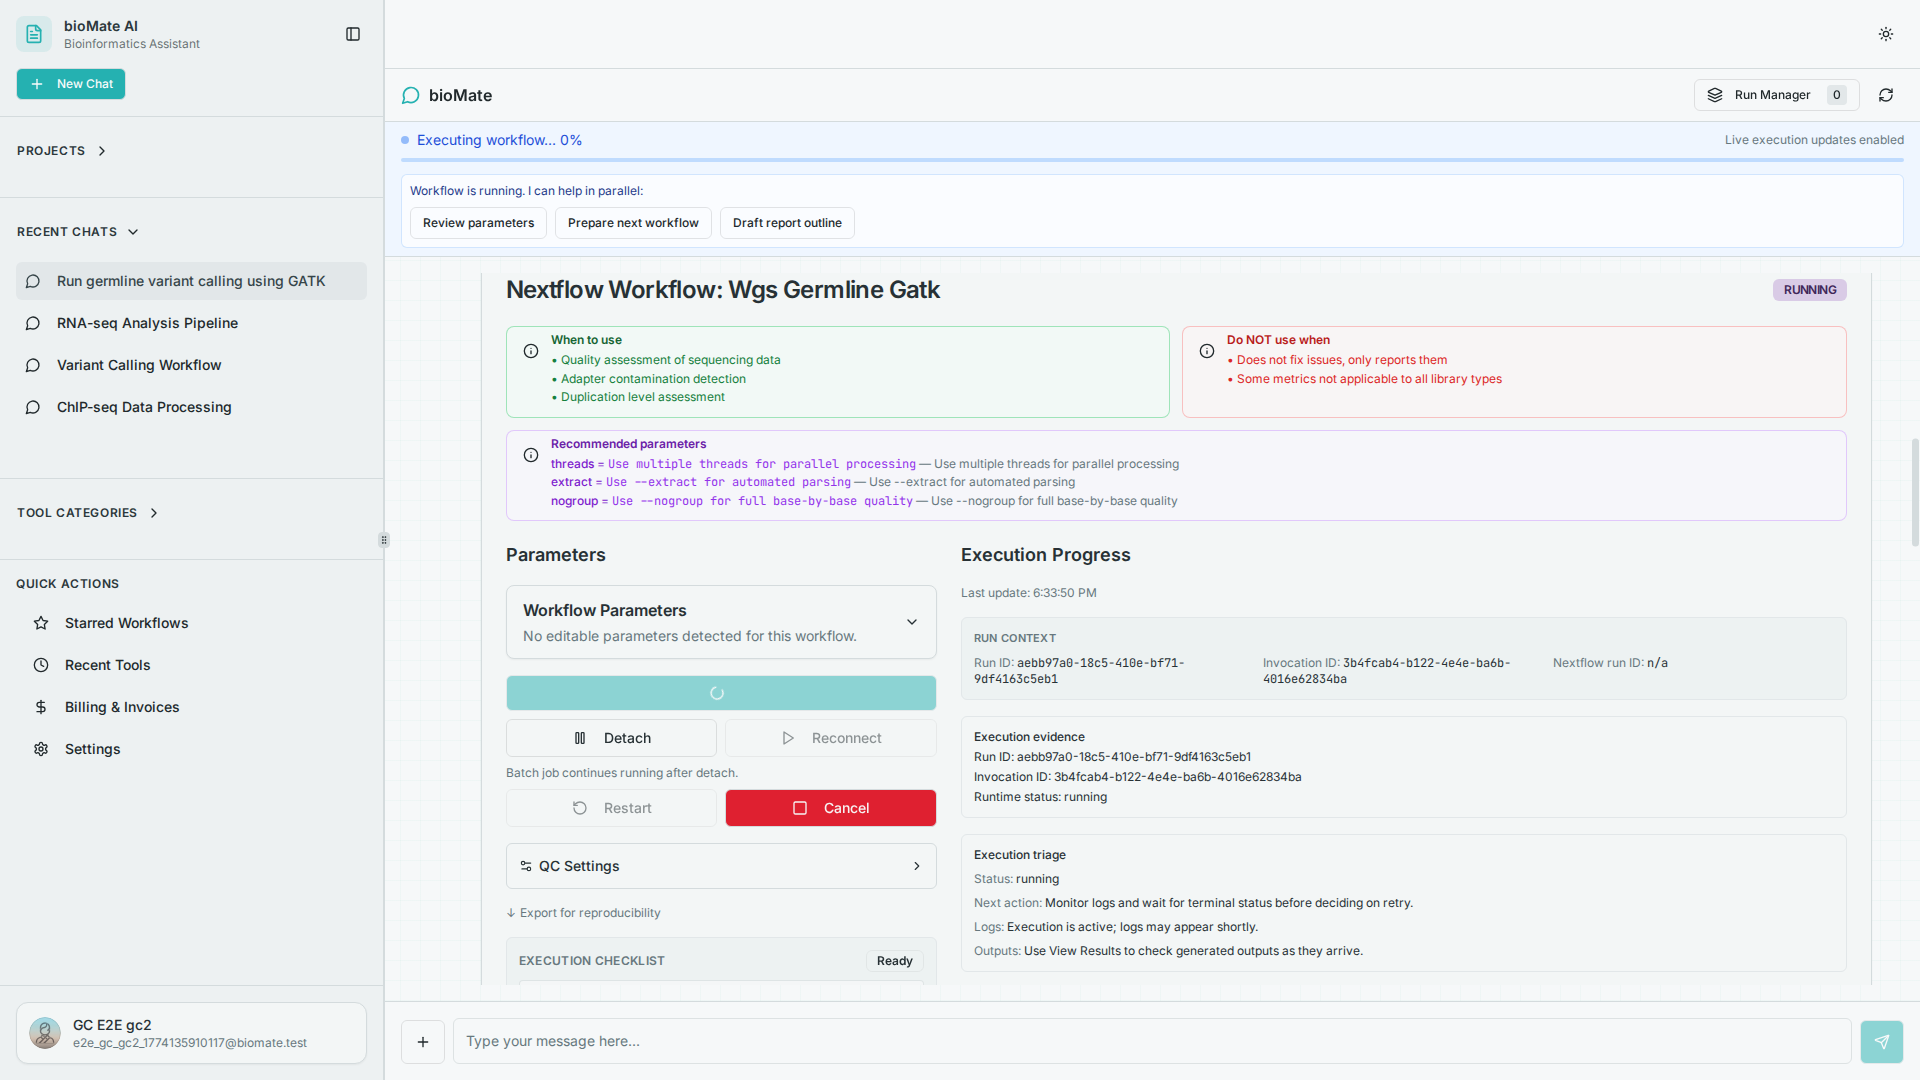 bioMate AI
Bioinformatics Assistant
New Chat
PROJECTS
RECENT CHATS
Run germline variant calling using GATK
RNA-seq Analysis Pipeline
Variant Calling Workflow
ChIP-seq Data Processing
TOOL CATEGORIES
QUICK ACTIONS
Starred Workflows
Recent Tools
Billing & Invoices
Settings
GC E2E gc2
e2e_gc_gc2_1774135910117@biomate.test
bioMate
Run Manager 0
Executing workflow... 0%
Live execution updates enabled
Workflow is running. I can help in parallel:
Review parameters
Prepare next workflow
Draft report outline
Nextflow Workflow: Wgs Germline Gatk
RUNNING
When to use
• Quality assessment of sequencing data
• Adapter contamination detection
• Duplication level assessment
Do NOT use when
• Does not fix issues, only reports them
• Some metrics not applicable to all library types
Recommended parameters
threads = Use multiple threads for parallel processing — Use multiple threads for parallel processing
extract = Use --extract for automated parsing — Use --extract for automated parsing
nogroup = Use --nogroup for full base-by-base quality — Use --nogroup for full base-by-base quality
Parameters
Workflow Parameters
No editable parameters detected for this workflow.
Detach
Reconnect
Batch job continues running after detach.
Restart
Cancel
QC Settings
Export for reproducibility
EXECUTION CHECKLIST
Ready
Execution Progress
Last update: 6:33:50 PM
RUN CONTEXT
Run ID: aebb97a0-18c5-410e-bf71-
9df4163c5eb1
Invocation ID: 3b4fcab4-b122-4e4e-ba6b-
4016e62834ba
Nextflow run ID: n/a
Execution evidence
Run ID: aebb97a0-18c5-410e-bf71-9df4163c5eb1
Invocation ID: 3b4fcab4-b122-4e4e-ba6b-4016e62834ba
Runtime status: running
Execution triage
Status: running
Next action: Monitor logs and wait for terminal status before deciding on retry.
Logs: Execution is active; logs may appear shortly.
Outputs: Use View Results to check generated outputs as they arrive.
Type your message here...